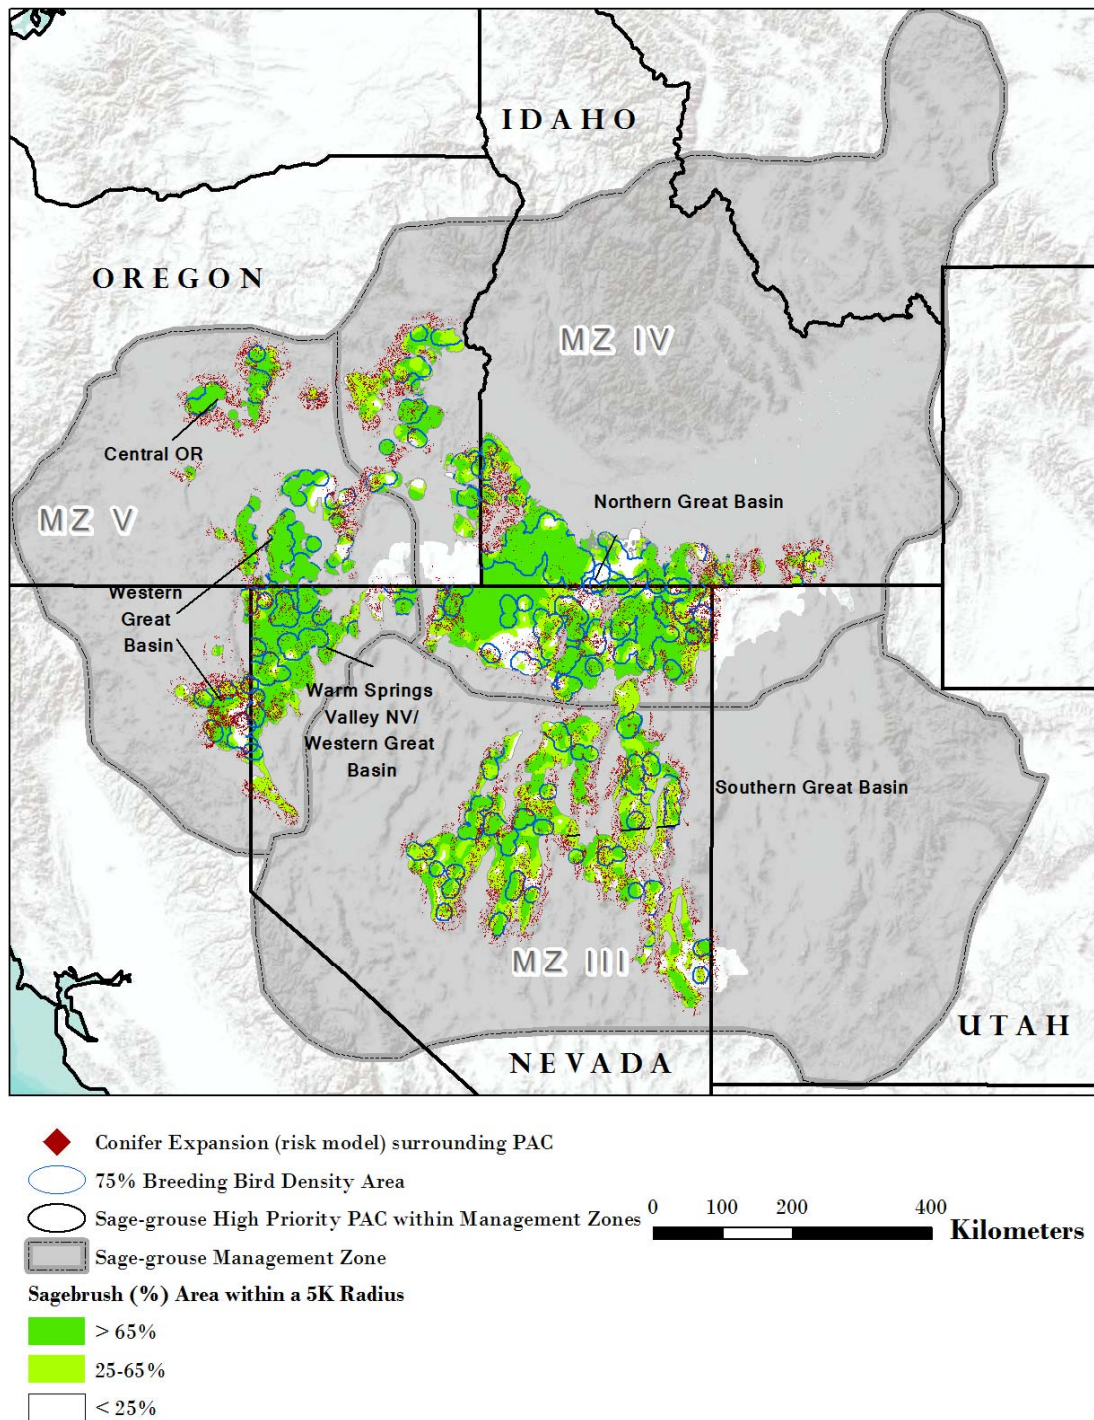 IDAHO
OREGON
MZ IV
Central OR
Northern Great Basin
MZ V
Western
Great
Basin
Warm Springs
Valley NV/
Western Great
Basin
Southern Great Basin
MZ III
UTAH
NEVADA
Conifer Expansion (risk model) surrounding PAC
75% Breeding Bird Density Area
Sage-grouse High Priority PAC within Management Zones
0 100 200 400 Kilometers
Sage-grouse Management Zone
Sagebrush (%) Area within a 5K Radius
> 65%
25-65%
< 25%